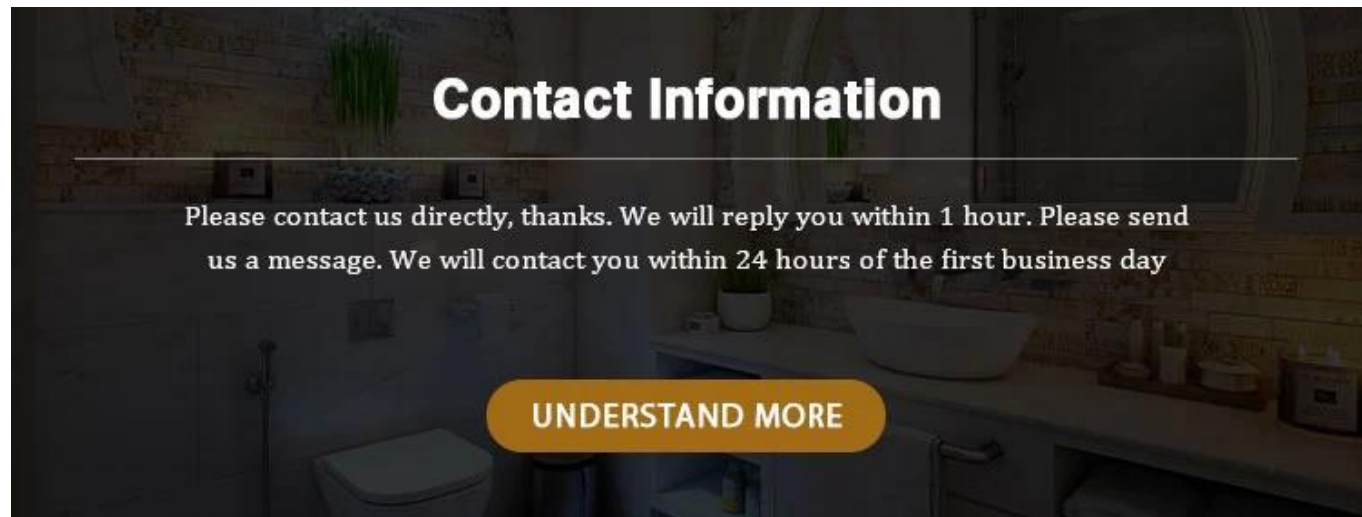 Contact Information
Please contact us directly, thanks. We will reply you within 1 hour. Please send
us a message. We will contact you within 24 hours of the first business day
UNDERSTAND MORE